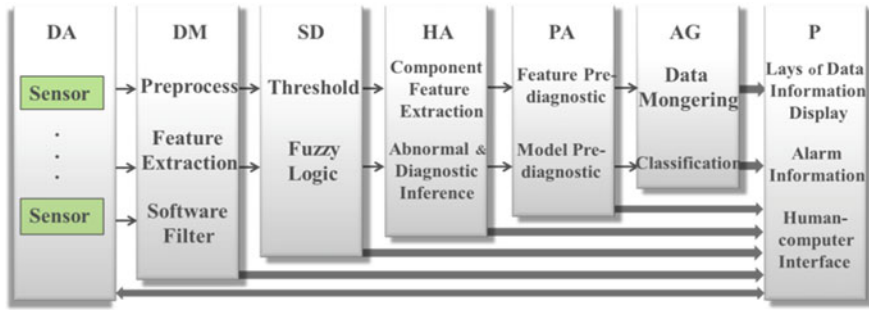 DA
Sensor
Sensor
DM
Preprocess
Feature
Extraction
Software
Filter
SD
Threshold
Fuzzy
Logic
HA
Component
Feature
Extraction
Abnormal &
Diagnostic
Inference
PA
Feature Pre-
diagnostic
Model Pre-
diagnostic
AG
Data
Mongering
Classification
P
Lays of Data
Information
Display
Alarm
Information
Human-
computer
Interface